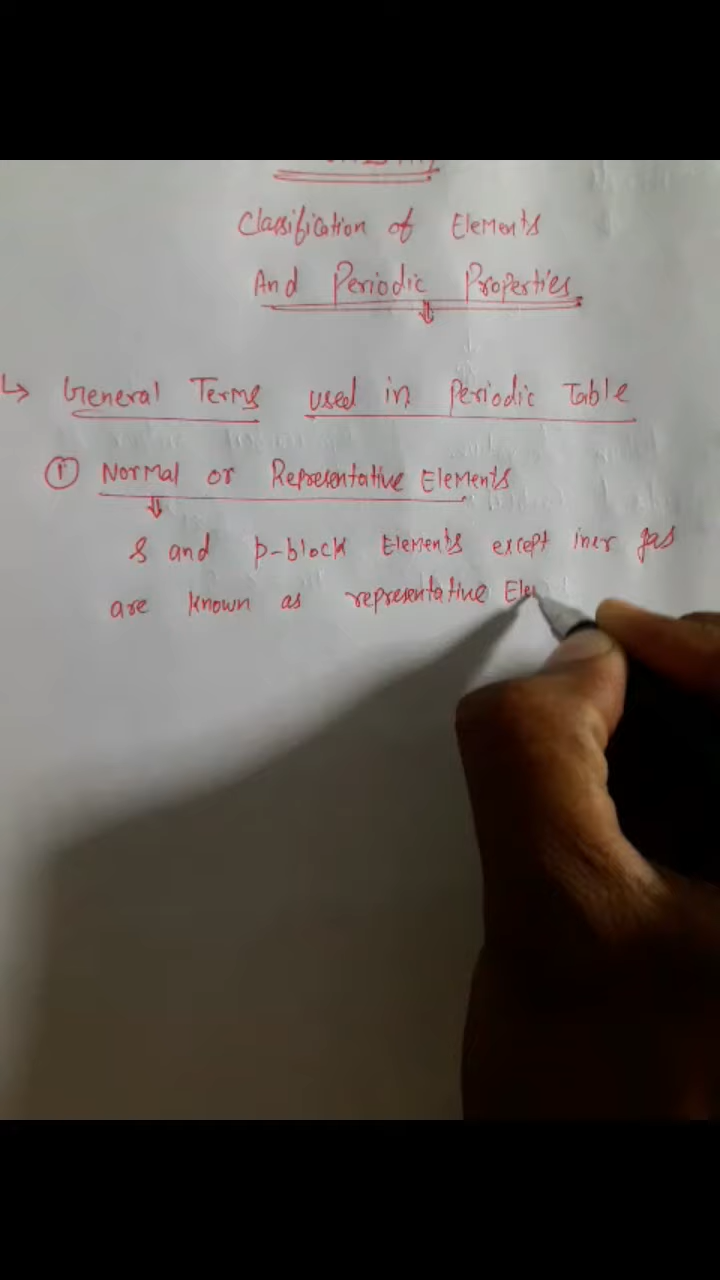 Classification of Elements
And Periodic Properties
General Terms used in Periodic Table
① Normal or Representative Elements
s and p-block Elements except iner gas
are known as representative Ele